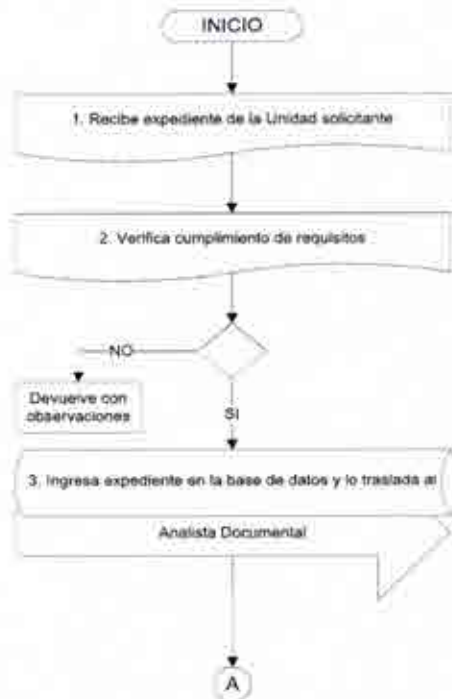 INICIO
1. Recibe expediente de la Unidad solicitante
2. Verifica cumplimiento de requisitos
NO
Devuelve con
observaciones
SI
3. Ingresa expediente en la base de datos y lo traslada al
Analista Documental
A